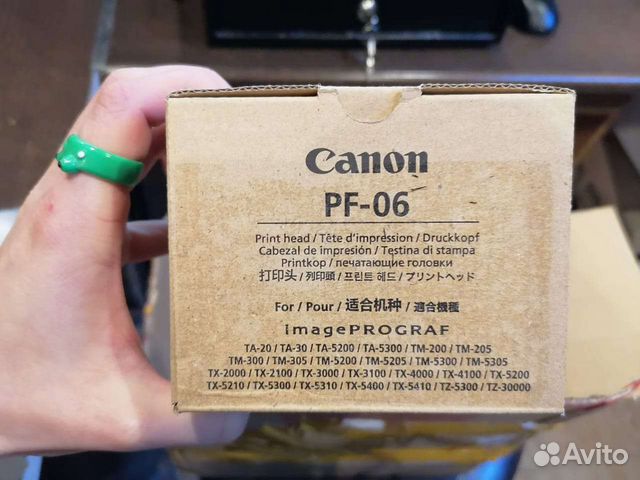 Canon
PF-06
Print head / Tête d'impression / Druckkopf
Cabezal de impresión / Testina di stampa
Printkop / печатающие головки
打印头 / 列印頭 / 프린트 헤드 / プリントヘッド
For / Pour / 适合机种 / 適合機種
imagePROGRAF
TA-20 / TA-30 / TA-5200 / TA-5300 / TM-200 / TM-205
TM-300 / TM-305 / TM-5200 / TM-5205 / TM-5300 / TM-5305
TX-2000 / TX-2100 / TX-3000 / TX-3100 / TX-4000 / TX-4100 / TX-5200
TX-5210 / TX-5300 / TX-5310 / TX-5400 / TX-5410 / TZ-5300 / TZ-30000
Avito